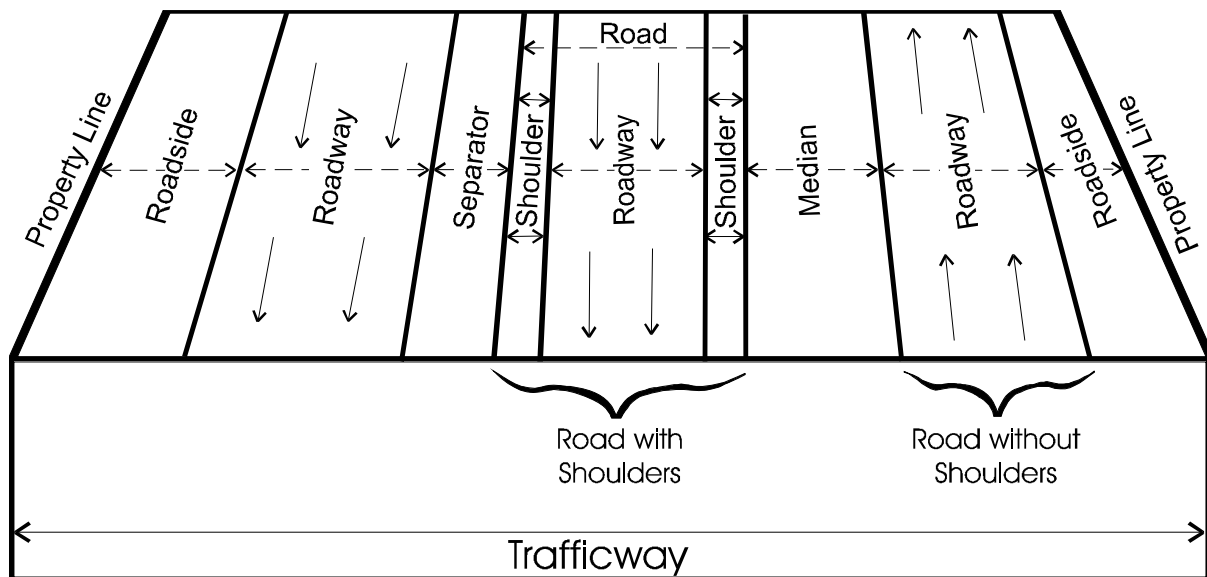 Road
Property Line
Roadside
Roadway
Separator
Shoulder
Roadway
Shoulder
Median
Roadway
Roadside
Property Line
Road with
Shoulders
Road without
Shoulders
Trafficway